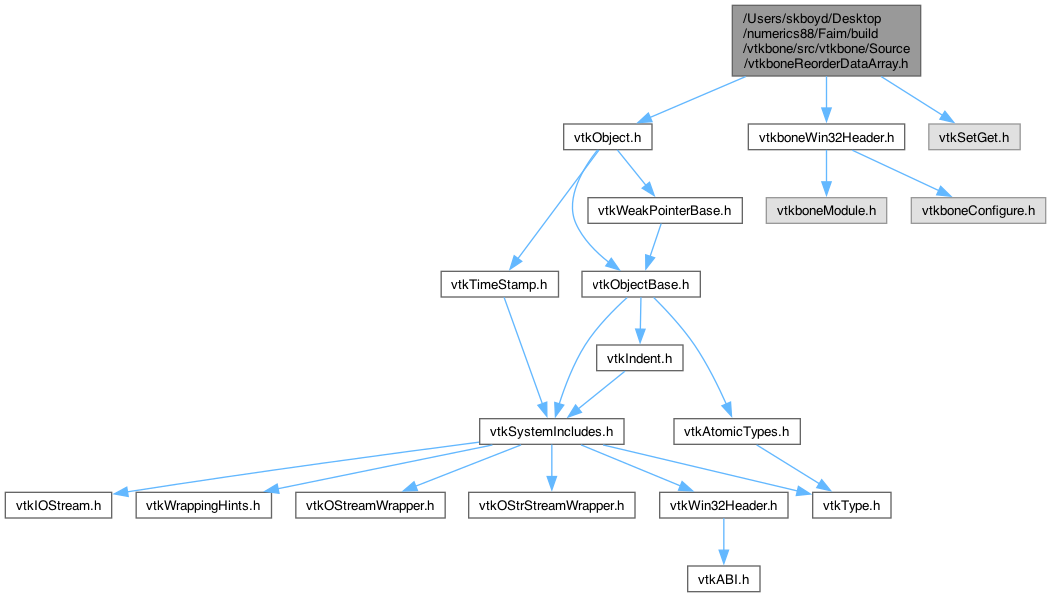 /Users/skboyd/Desktop
/numerics88/Faim/build
/vtkbone/src/vtkbone/Source
/vtkboneReorderDataArray.h
vtkObject.h
vtkboneWin32Header.h
vtkSetGet.h
vtkWeakPointerBase.h
vtkboneModule.h
vtkboneConfigure.h
vtkTimeStamp.h
vtkObjectBase.h
vtkIndent.h
vtkSystemIncludes.h
vtkAtomicTypes.h
vtkIOStream.h
vtkWrappingHints.h
vtkOStreamWrapper.h
vtkOStrStreamWrapper.h
vtkWin32Header.h
vtkType.h
vtkABI.h